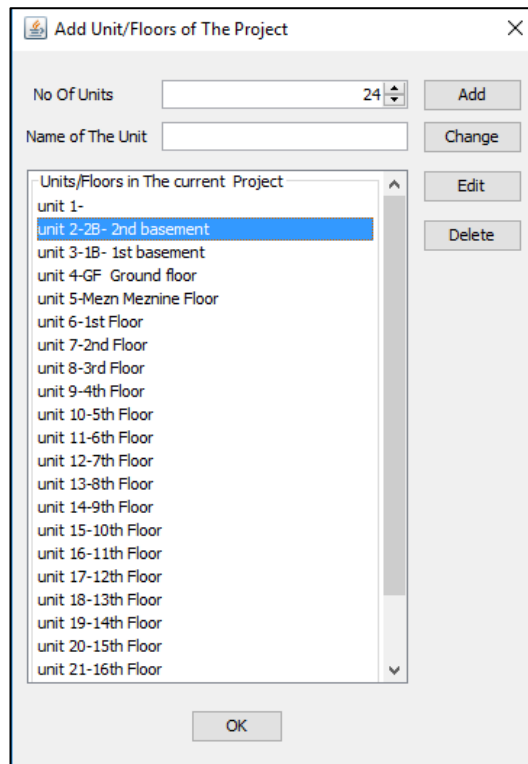 Add Unit/Floors of The Project
No Of Units 24 Add
Name of The Unit Change
Units/Floors in The current Project Edit
unit 1-
unit 2-2B- 2nd basement Delete
unit 3-1B- 1st basement
unit 4-GF Ground floor
unit 5-Mezn Meznine Floor
unit 6-1st Floor
unit 7-2nd Floor
unit 8-3rd Floor
unit 9-4th Floor
unit 10-5th Floor
unit 11-6th Floor
unit 12-7th Floor
unit 13-8th Floor
unit 14-9th Floor
unit 15-10th Floor
unit 16-11th Floor
unit 17-12th Floor
unit 18-13th Floor
unit 19-14th Floor
unit 20-15th Floor
unit 21-16th Floor
OK